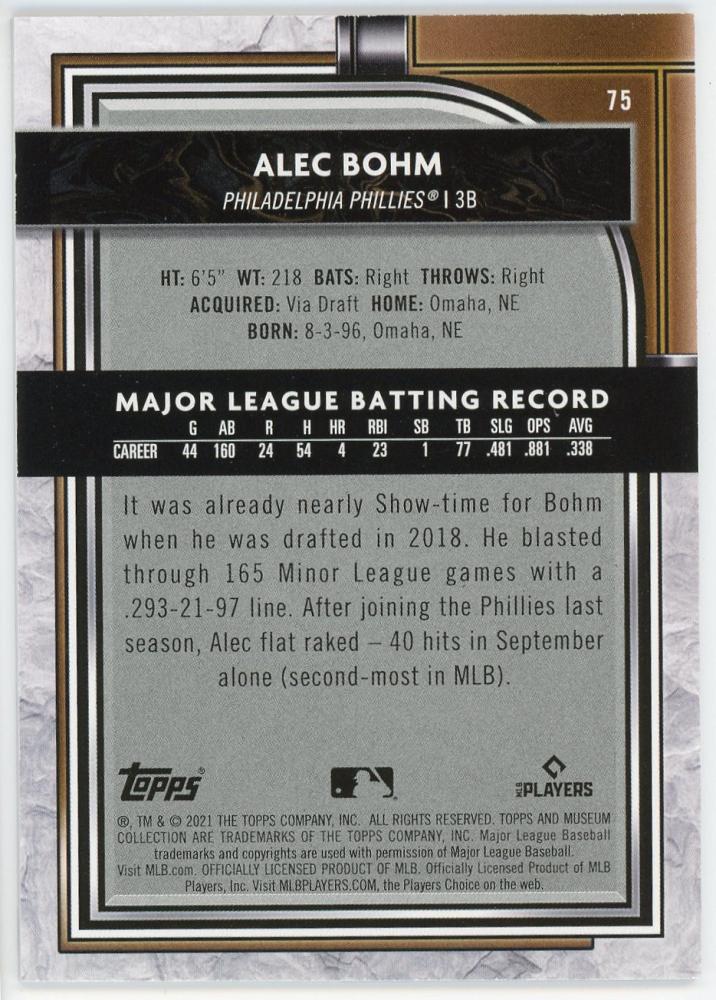 75
ALEC BOHM
PHILADELPHIA PHILLIES® | 3B
HT: 6'5" WT: 218 BATS: Right THROWS: Right
ACQUIRED: Via Draft HOME: Omaha, NE
BORN: 8-3-96, Omaha, NE
MAJOR LEAGUE BATTING RECORD
G AB R H HR RBI SB TB SLG OPS AVG
CAREER 44 160 24 54 4 23 1 77 .481 .881 .338
It was already nearly Show-time for Bohm
when he was drafted in 2018. He blasted
through 165 Minor League games with a
.293-21-97 line. After joining the Phillies last
season, Alec flat raked – 40 hits in September
alone (second-most in MLB).
Topps® MLB PLAYERS
®, TM & © 2021 THE TOPPS COMPANY, INC. ALL RIGHTS RESERVED. TOPPS AND MUSEUM
COLLECTION ARE TRADEMARKS OF THE TOPPS COMPANY, INC. Major League Baseball
trademarks and copyrights are used with permission of Major League Baseball.
Visit MLB.com. OFFICIALLY LICENSED PRODUCT OF MLB. Officially Licensed Product of MLB
Players, Inc. Visit MLBPLAYERS.COM, the Players Choice on the web.